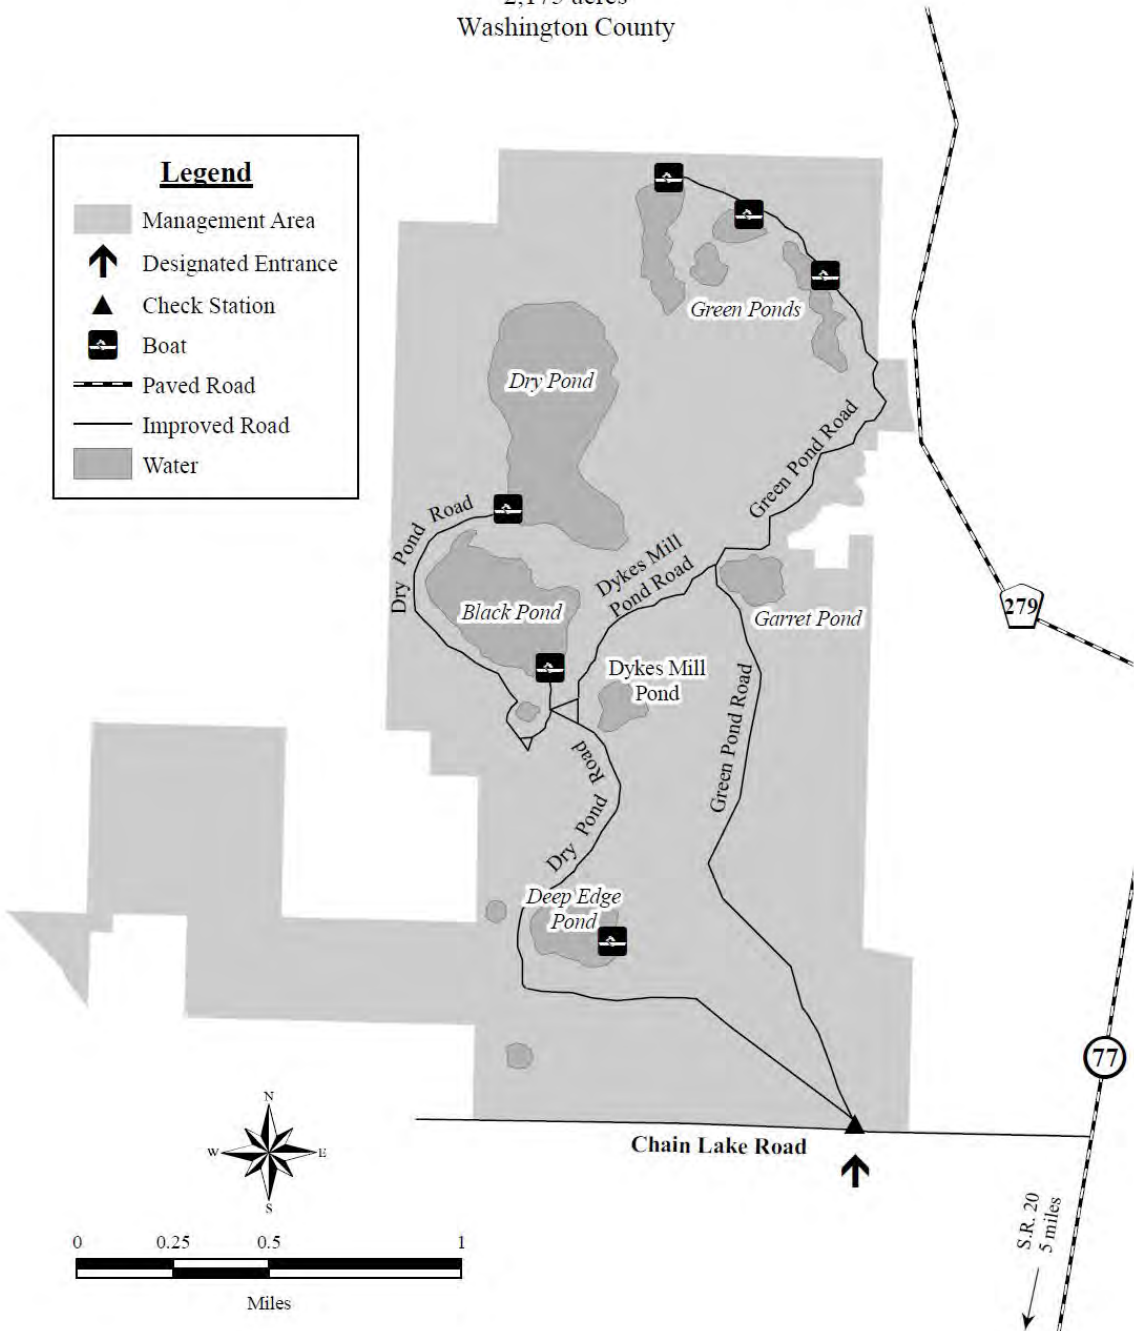 2,175 acres
Washington County
Legend
Management Area
Designated Entrance
Check Station
Boat
Paved Road
Improved Road
Water
Green Ponds
Dry Pond
Green Pond Road
Dry Pond Road
Dykes Mill
Pond Road
Black Pond
Garret Pond
279
Dykes Mill
Pond
Green Pond Road
Dry Pond Road
Deep Edge
Pond
77
Chain Lake Road
N
W
E
S
S.R. 20
5 miles
0 0.25 0.5 1
Miles